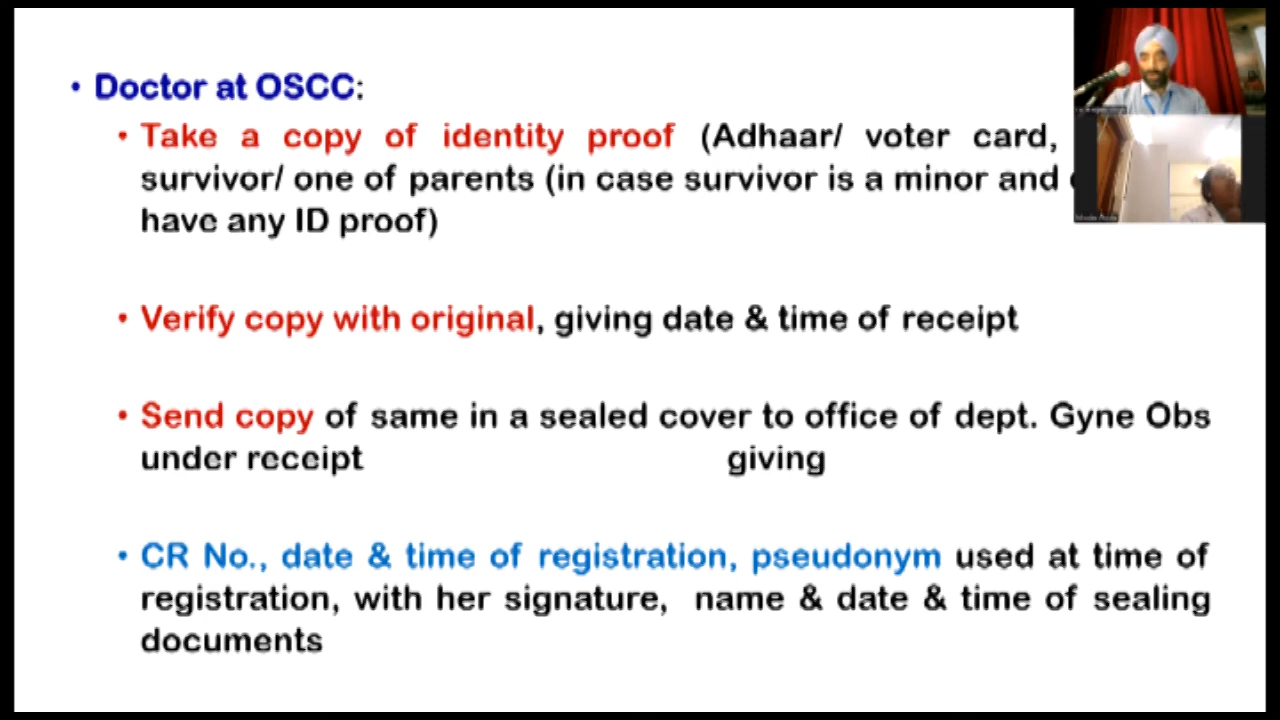 • Doctor at OSCC:
• Take a copy of identity proof (Adhaar/ voter card,
survivor/ one of parents (in case survivor is a minor and
have any ID proof)
• Verify copy with original, giving date & time of receipt
• Send copy of same in a sealed cover to office of dept. Gyne Obs
under receipt giving
• CR No., date & time of registration, pseudonym used at time of
registration, with her signature, name & date & time of sealing
documents